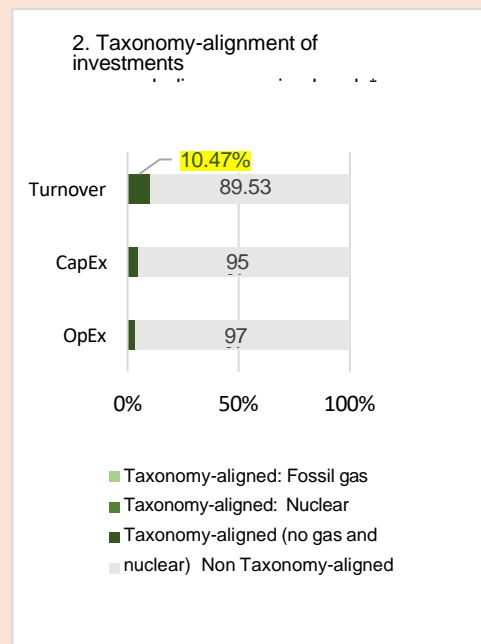 2. Taxonomy-alignment of
investments
10.47%
Turnover
89.53
CapEx
95
OpEx
97
0%
50%
100%
Taxonomy-aligned: Fossil gas
Taxonomy-aligned: Nuclear
Taxonomy-aligned (no gas and
nuclear) Non Taxonomy-aligned